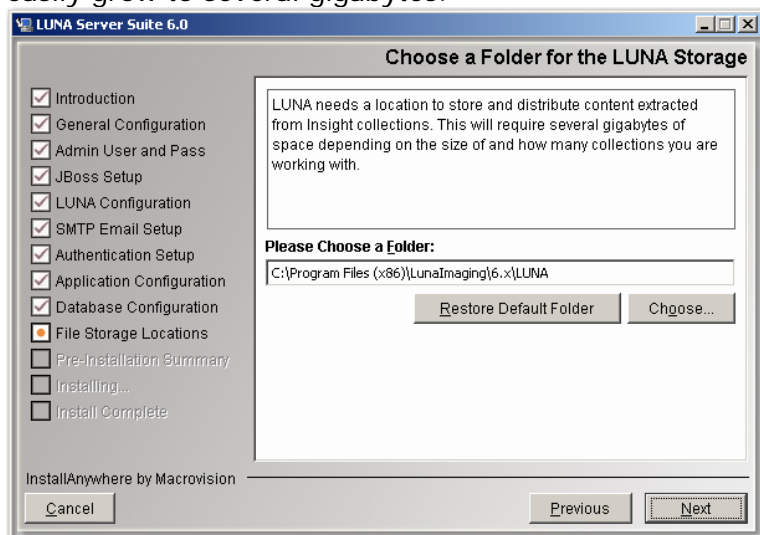 easily grow to several gigabytes.
LUNA Server Suite 6.0
Choose a Folder for the LUNA Storage
Introduction
General Configuration
Admin User and Pass
JBoss Setup
LUNA Configuration
SMTP Email Setup
Authentication Setup
Application Configuration
Database Configuration
File Storage Locations
Pre-Installation Summary
Installing...
Install Complete
LUNA needs a location to store and distribute content extracted
from Insight collections. This will require several gigabytes of
space depending on the size of and how many collections you are
working with.
Please Choose a Folder:
C:\Program Files (x86)\LunaImaging\6.x\LUNA
Restore Default Folder
Choose...
InstallAnywhere by Macrovision
Cancel
Previous
Next